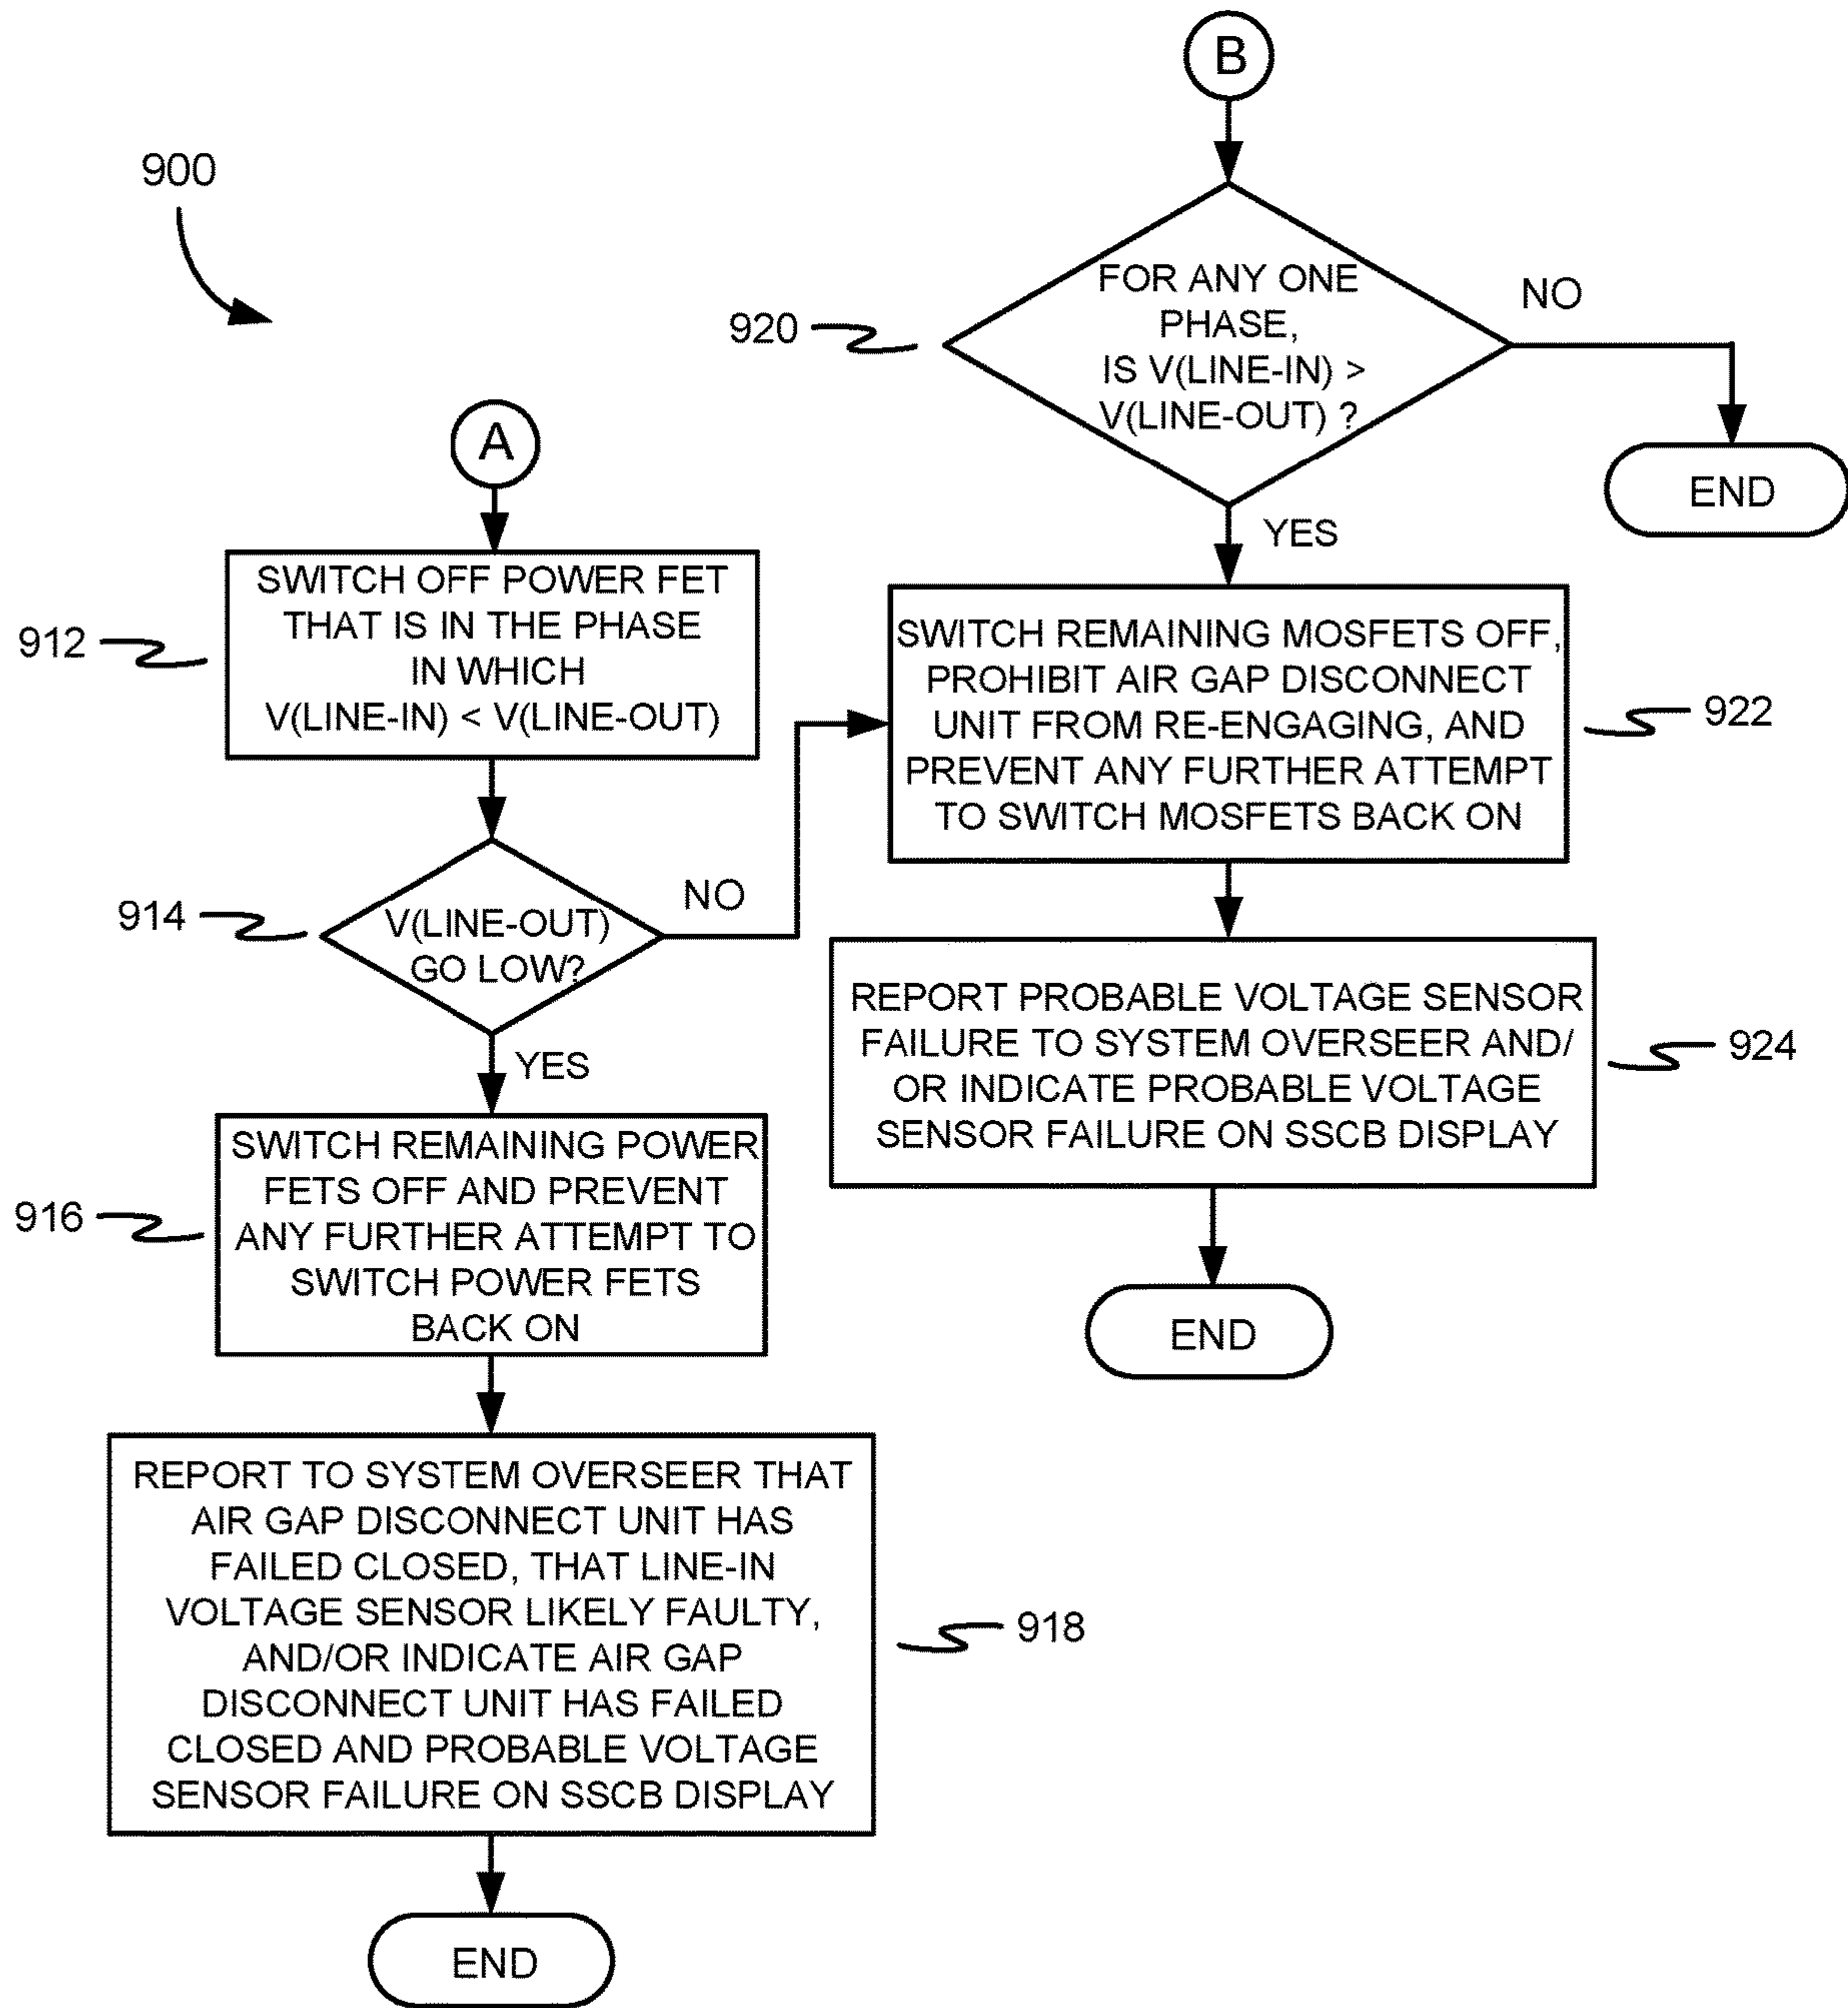 900
A
912
SWITCH OFF POWER FET
THAT IS IN THE PHASE
IN WHICH
V(LINE-IN) < V(LINE-OUT)
914
V(LINE-OUT)
GO LOW?
NO
YES
916
SWITCH REMAINING POWER
FETS OFF AND PREVENT
ANY FURTHER ATTEMPT TO
SWITCH POWER FETS
BACK ON
REPORT TO SYSTEM OVERSEER THAT
AIR GAP DISCONNECT UNIT HAS
FAILED CLOSED, THAT LINE-IN
VOLTAGE SENSOR LIKELY FAULTY,
AND/OR INDICATE AIR GAP
DISCONNECT UNIT HAS FAILED
CLOSED AND PROBABLE VOLTAGE
SENSOR FAILURE ON SSCB DISPLAY
918
END
B
920
FOR ANY ONE
PHASE,
IS V(LINE-IN) >
V(LINE-OUT) ?
NO
END
YES
SWITCH REMAINING MOSFETS OFF,
PROHIBIT AIR GAP DISCONNECT
UNIT FROM RE-ENGAGING, AND
PREVENT ANY FURTHER ATTEMPT
TO SWITCH MOSFETS BACK ON
922
REPORT PROBABLE VOLTAGE SENSOR
FAILURE TO SYSTEM OVERSEER AND/
OR INDICATE PROBABLE VOLTAGE
SENSOR FAILURE ON SSCB DISPLAY
924
END